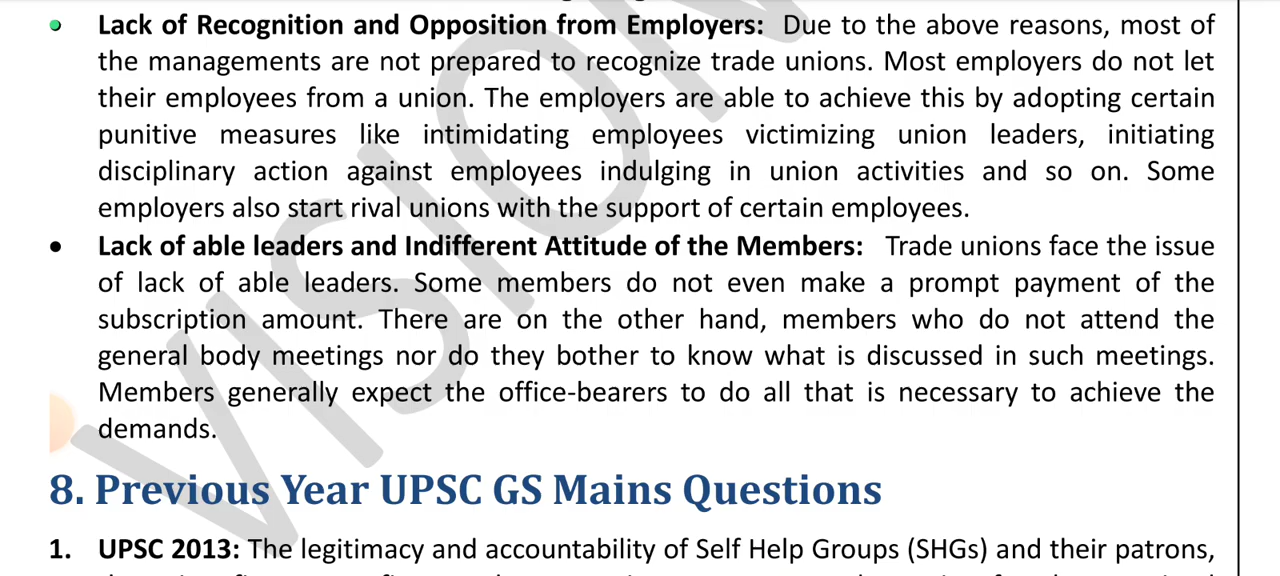 • Lack of Recognition and Opposition from Employers: Due to the above reasons, most of
the managements are not prepared to recognize trade unions. Most employers do not let
their employees from a union. The employers are able to achieve this by adopting certain
punitive measures like intimidating employees victimizing union leaders, initiating
disciplinary action against employees indulging in union activities and so on. Some
employers also start rival unions with the support of certain employees.
• Lack of able leaders and Indifferent Attitude of the Members: Trade unions face the issue
of lack of able leaders. Some members do not even make a prompt payment of the
subscription amount. There are on the other hand, members who do not attend the
general body meetings nor do they bother to know what is discussed in such meetings.
Members generally expect the office-bearers to do all that is necessary to achieve the
demands.
8. Previous Year UPSC GS Mains Questions
1. UPSC 2013: The legitimacy and accountability of Self Help Groups (SHGs) and their patrons,
VISION